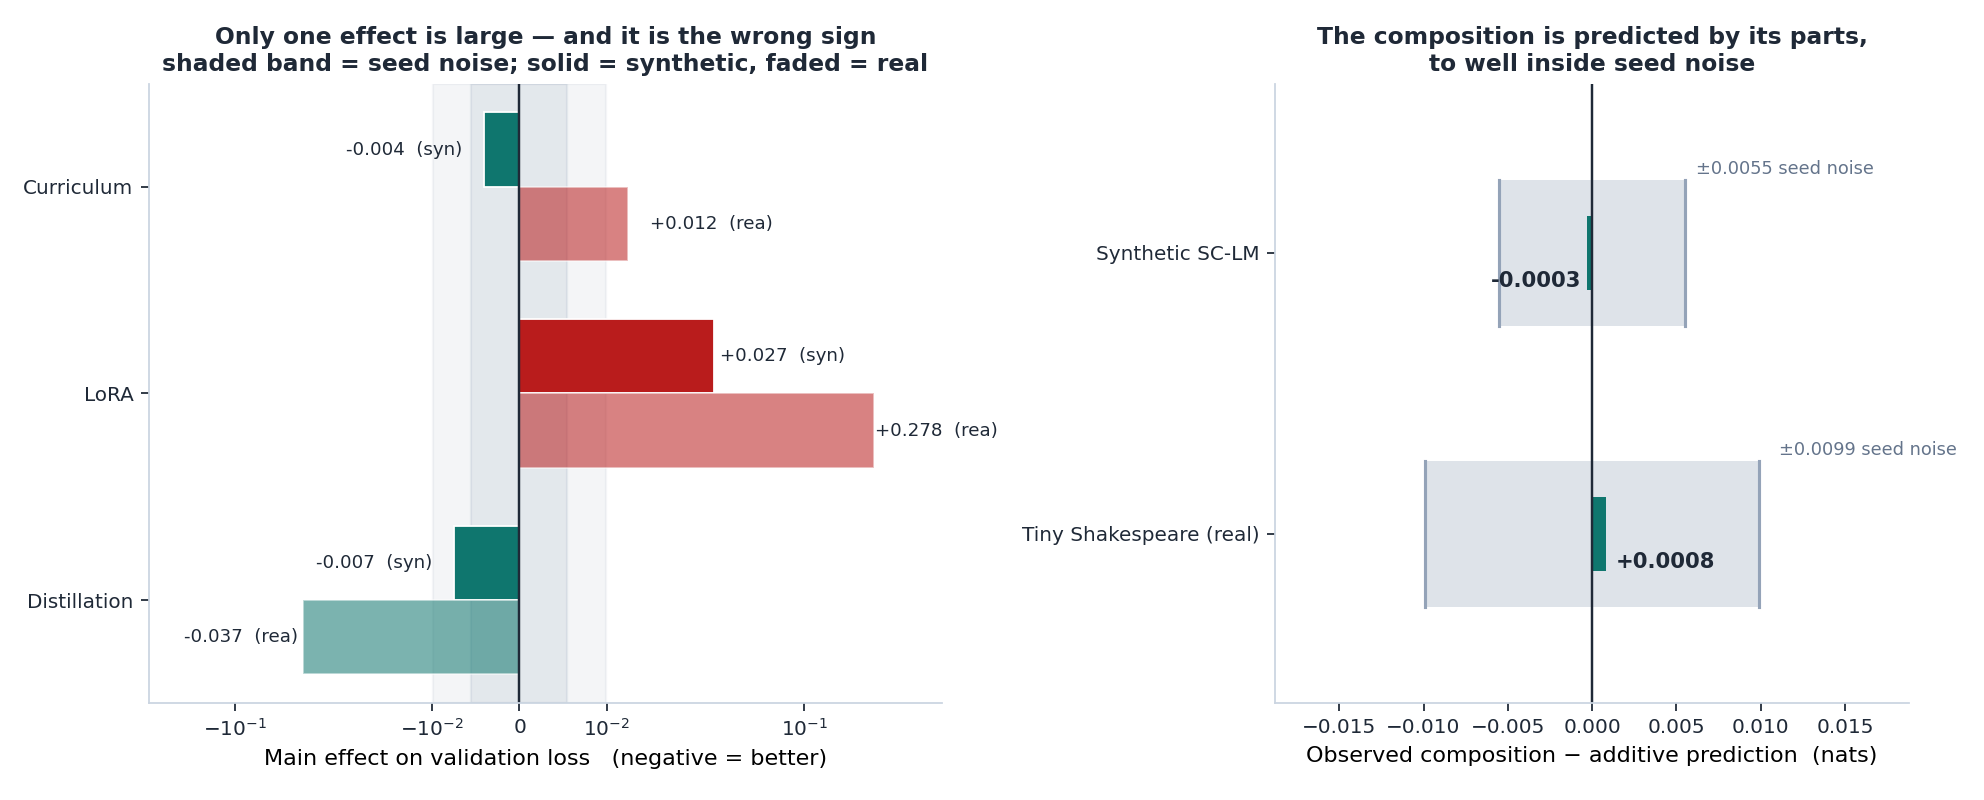 Only one effect is large — and it is the wrong sign
shaded band = seed noise; solid = synthetic, faded = real
Curriculum
-0.004  (syn)
+0.012  (rea)
LoRA
+0.027  (syn)
+0.278  (rea)
Distillation
-0.007  (syn)
-0.037  (rea)
−10⁻¹ −10⁻² 0 10⁻² 10⁻¹
Main effect on validation loss   (negative = better)
The composition is predicted by its parts,
to well inside seed noise
±0.0055 seed noise
Synthetic SC-LM
-0.0003
±0.0099 seed noise
Tiny Shakespeare (real)
+0.0008
−0.015 −0.010 −0.005 0.000 0.005 0.010 0.015
Observed composition − additive prediction  (nats)